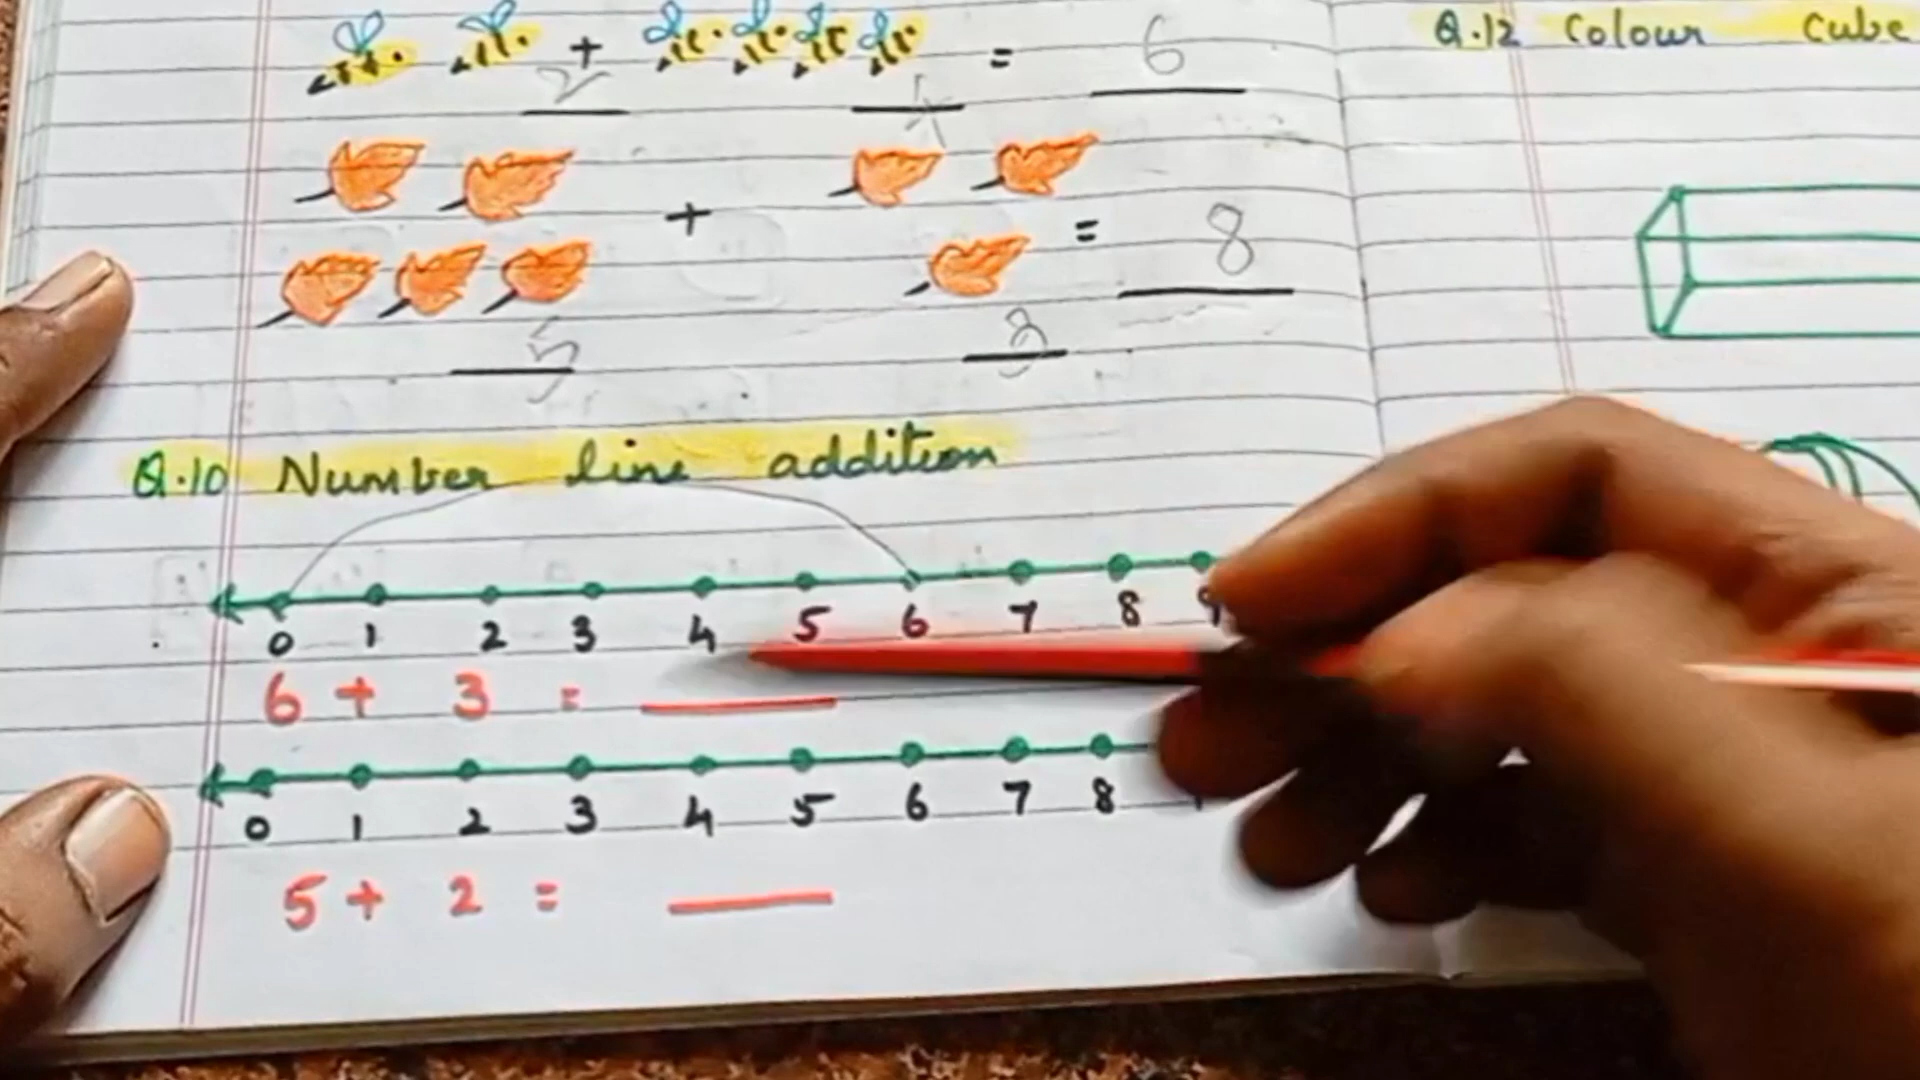 + = 6
2 4
+ = 8
5 3
Q.10 Number line addition
0 1 2 3 4 5 6 7 8 9
6 + 3 =
0 1 2 3 4 5 6 7 8
5 + 2 =
Q.12 Colour Cube